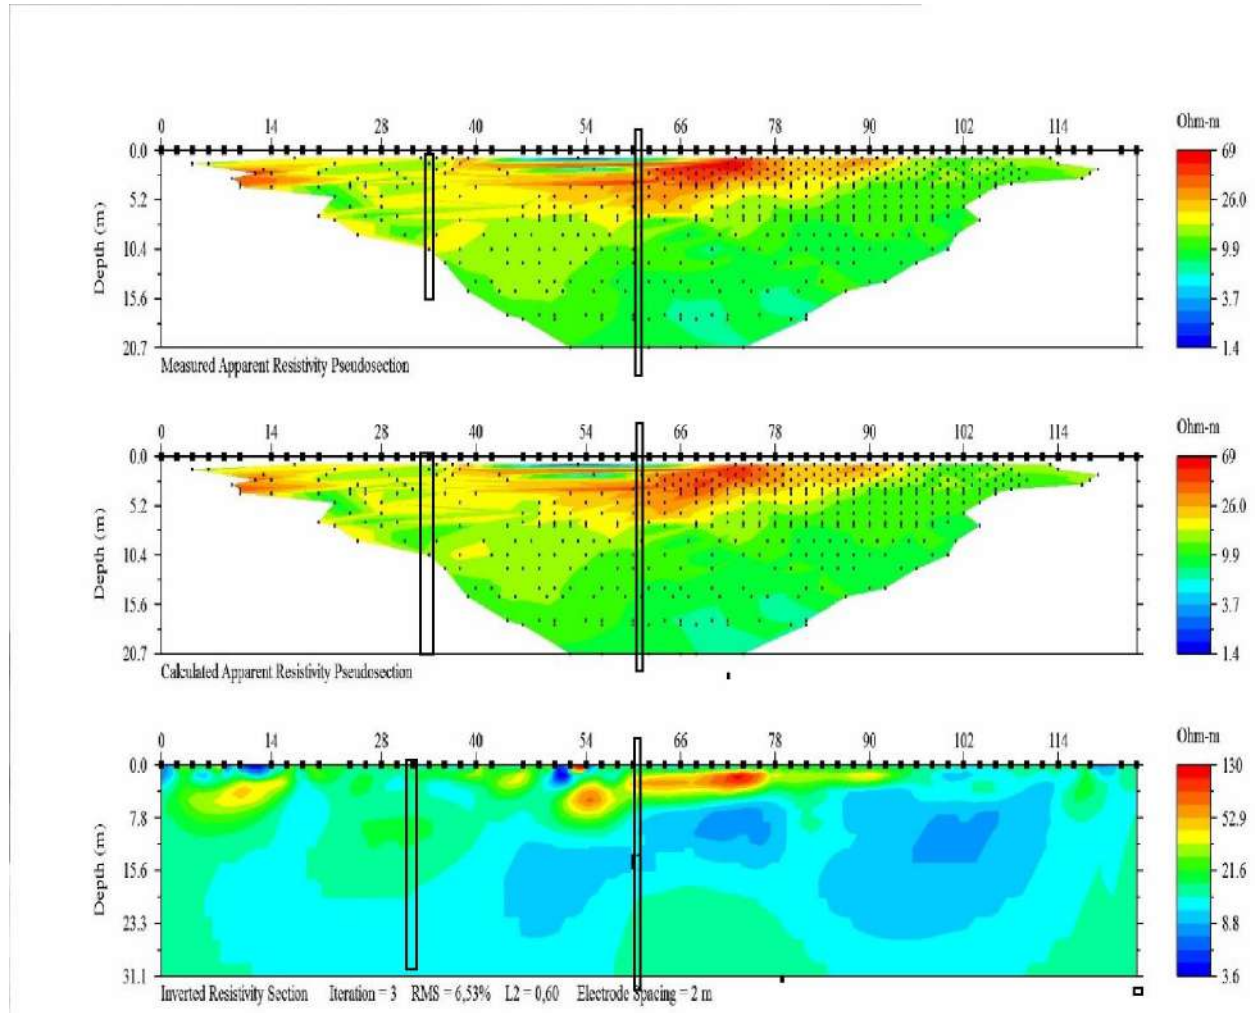 0 14 28 40 54 66 78 90 102 114 Ohm-m
0.0 69
5.2 26.0
10.4 9.9
15.6 3.7
20.7 1.4
Depth (m)
Measured Apparent Resistivity Pseudosection
0 14 28 40 54 66 78 90 102 114 Ohm-m
0.0 69
5.2 26.0
10.4 9.9
15.6 3.7
20.7 1.4
Depth (m)
Calculated Apparent Resistivity Pseudosection
0 14 28 40 54 66 78 90 102 114 Ohm-m
0.0 130
7.8 52.9
15.6 21.6
23.3 8.8
31.1 3.6
Depth (m)
Inverted Resistivity Section Iteration = 3 RMS = 6,53% L2 = 0,60 Electrode Spacing = 2 m